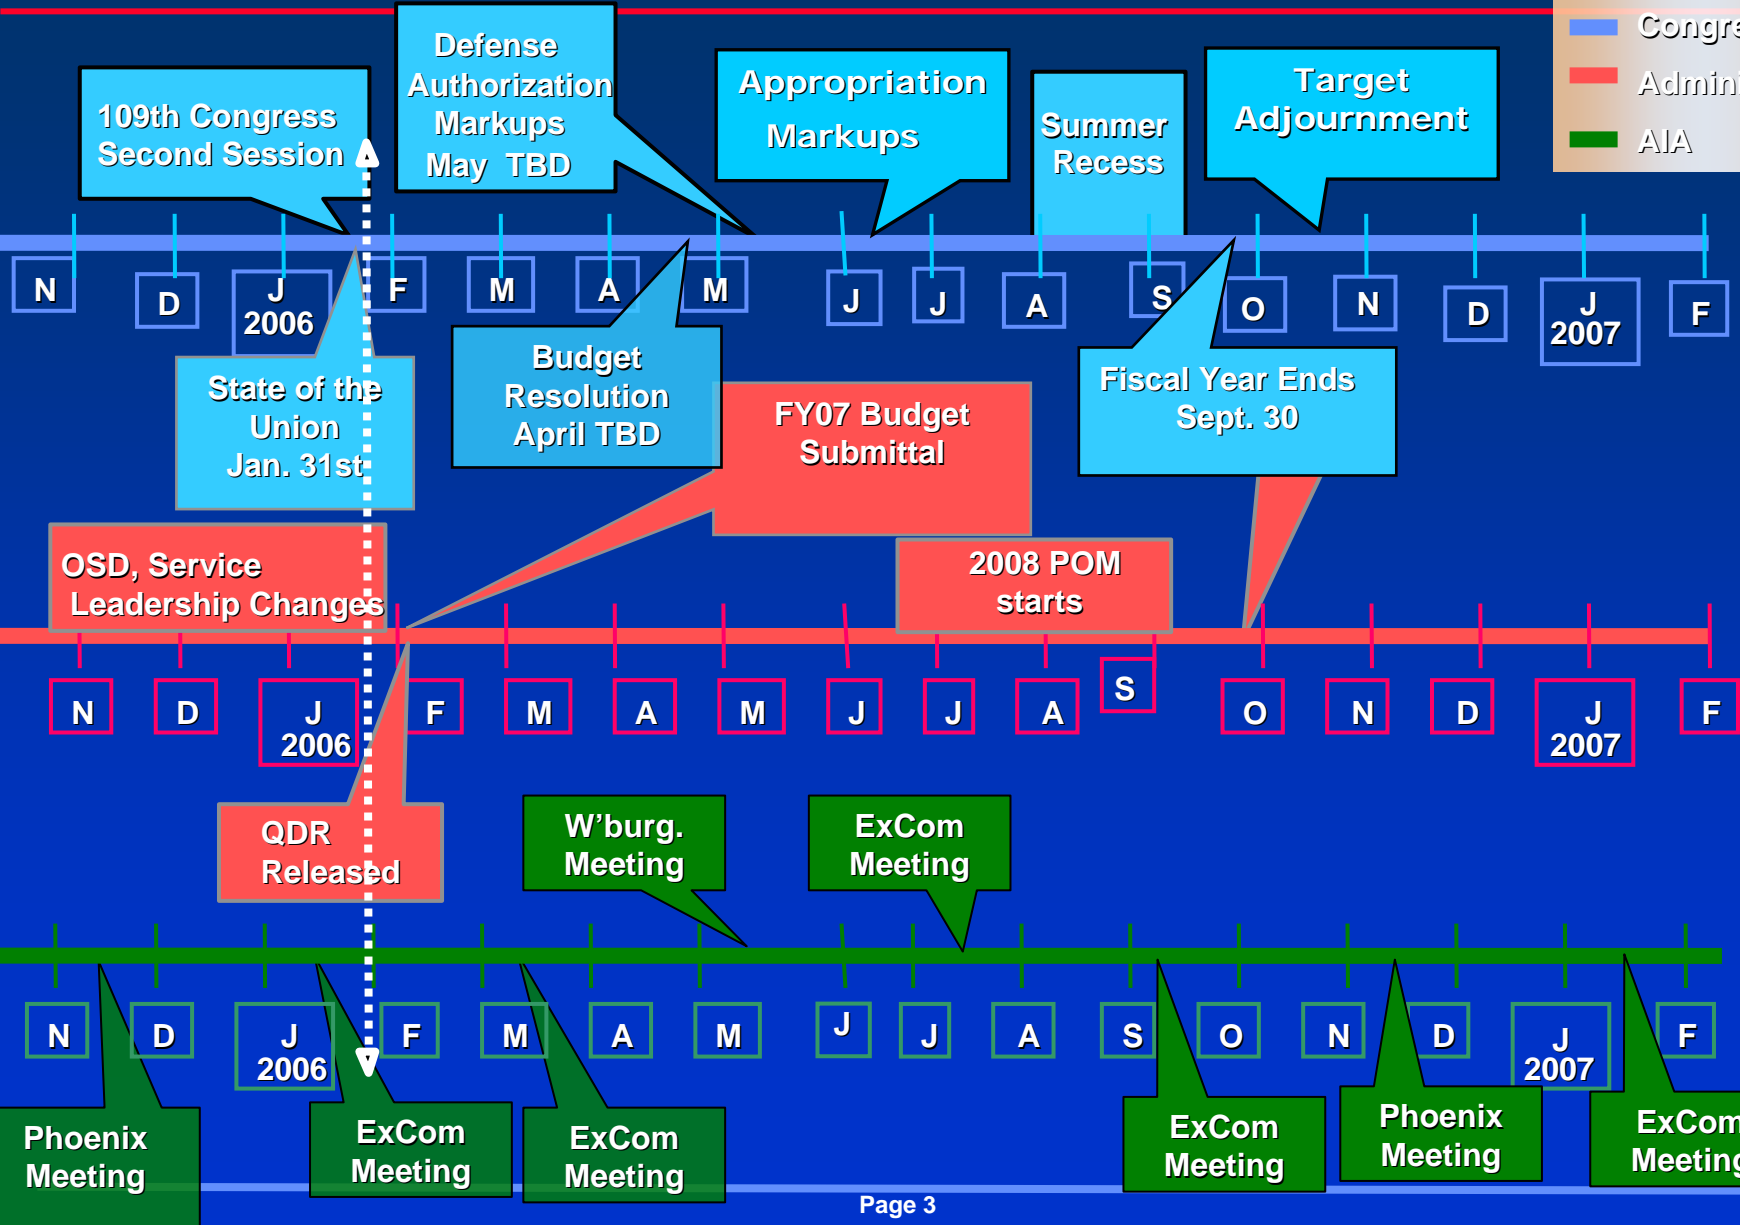 Defense
Authorization
Markups
May TBD
109th Congress
Second Session
Appropriation
Markups
Summer
Recess
Target
Adjournment
AIA
N
D
J
2006
F
M
A
M
J
J
A
S
O
N
D
J
2007
F
State of the
Union
Jan. 31st
Budget
Resolution
April TBD
FY07 Budget
Submittal
Fiscal Year Ends
Sept. 30
OSD, Service
Leadership Changes
2008 POM
starts
N
D
J
2006
F
M
A
M
J
J
A
S
O
N
D
J
2007
F
QDR
Released
W'burg.
Meeting
ExCom
Meeting
N
D
J
2006
F
M
A
M
J
J
A
S
O
N
D
J
2007
F
Phoenix
Meeting
ExCom
Meeting
ExCom
Meeting
ExCom
Meeting
Phoenix
Meeting
ExCom
Meeting
Page 3